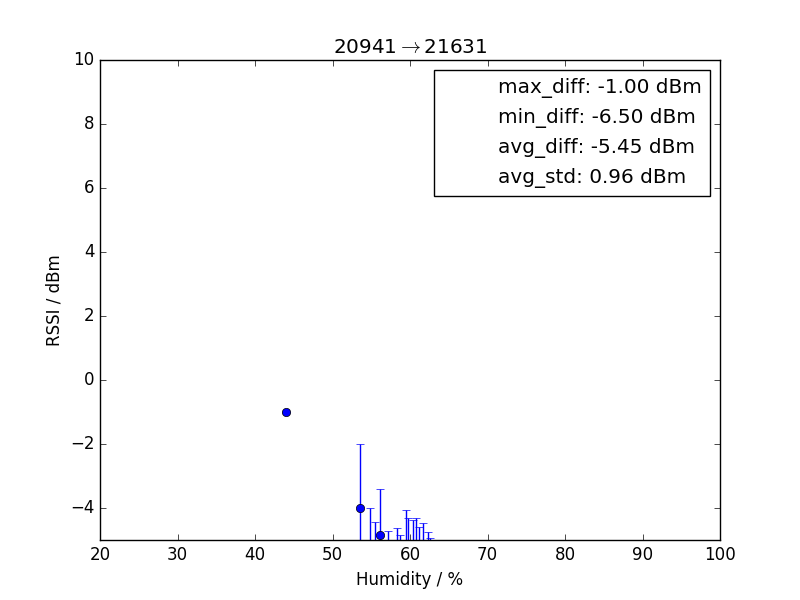 20941→21631
max_diff: -1.00 dBm
min_diff: -6.50 dBm
avg_diff: -5.45 dBm
avg_std: 0.96 dBm
10
8
6
4
2
0
−2
−4
RSSI / dBm
20 30 40 50 60 70 80 90 100
Humidity / %